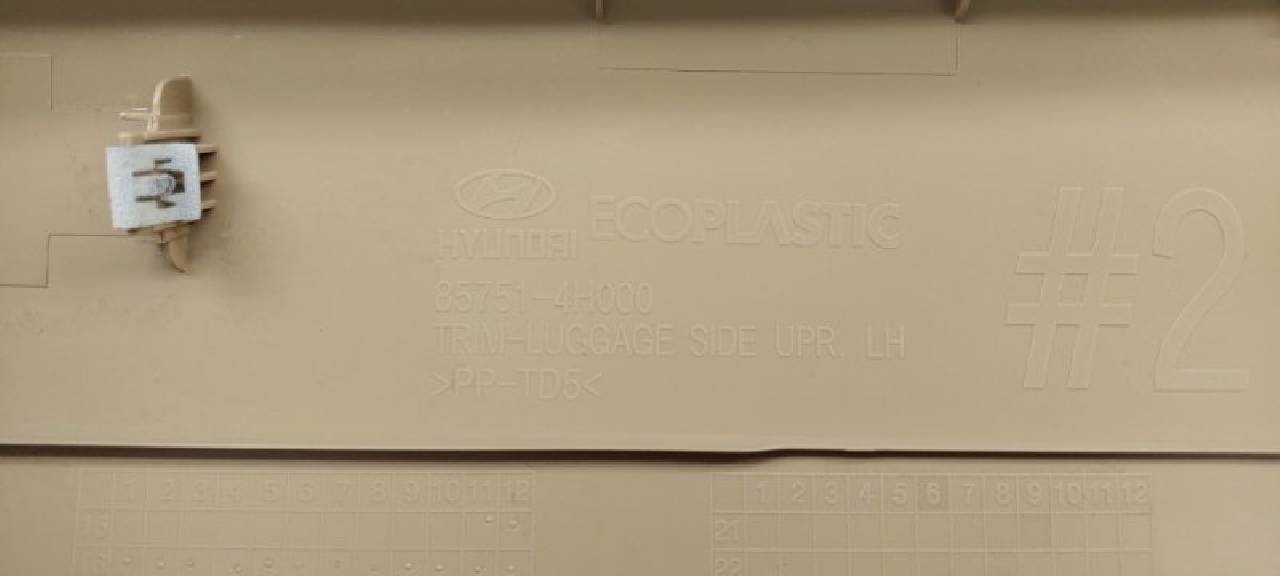 HYUNDAI ECOPLASTIC
85751-4H000
TRIM-LUGGAGE SIDE UPR. LH
>PP-TD5<
#2
1 2 3 4 5 6 7 8 9 10 11 12
1 2 3 4 5 6 7 8 9 10 11 12
21
22